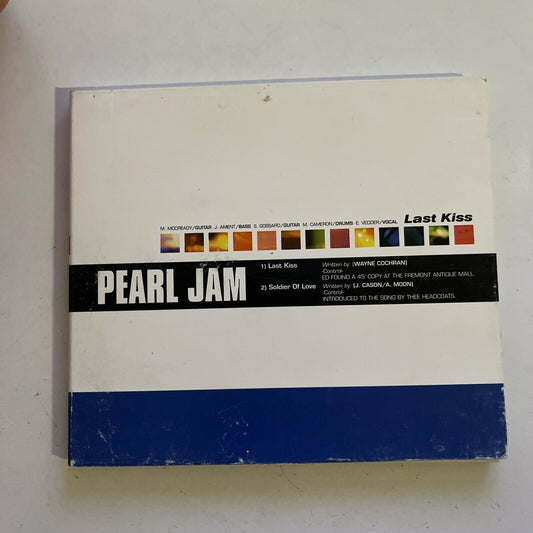 Last Kiss
M. MCCREADY/GUITAR J. AMENT/BASS S. GOSSARD/GUITAR M. CAMERON/DRUMS E. VEDDER/VOCAL
PEARL JAM
1) Last Kiss
Written by: (WAYNE COCHRAN)
-Control-
ED FOUND A 45' COPY AT THE FREMONT ANTIQUE MALL.
2) Soldier Of Love
Written by: (J. CASON/A. MOON)
-Control-
INTRODUCED TO THE SONG BY THEE HEADCOATS.